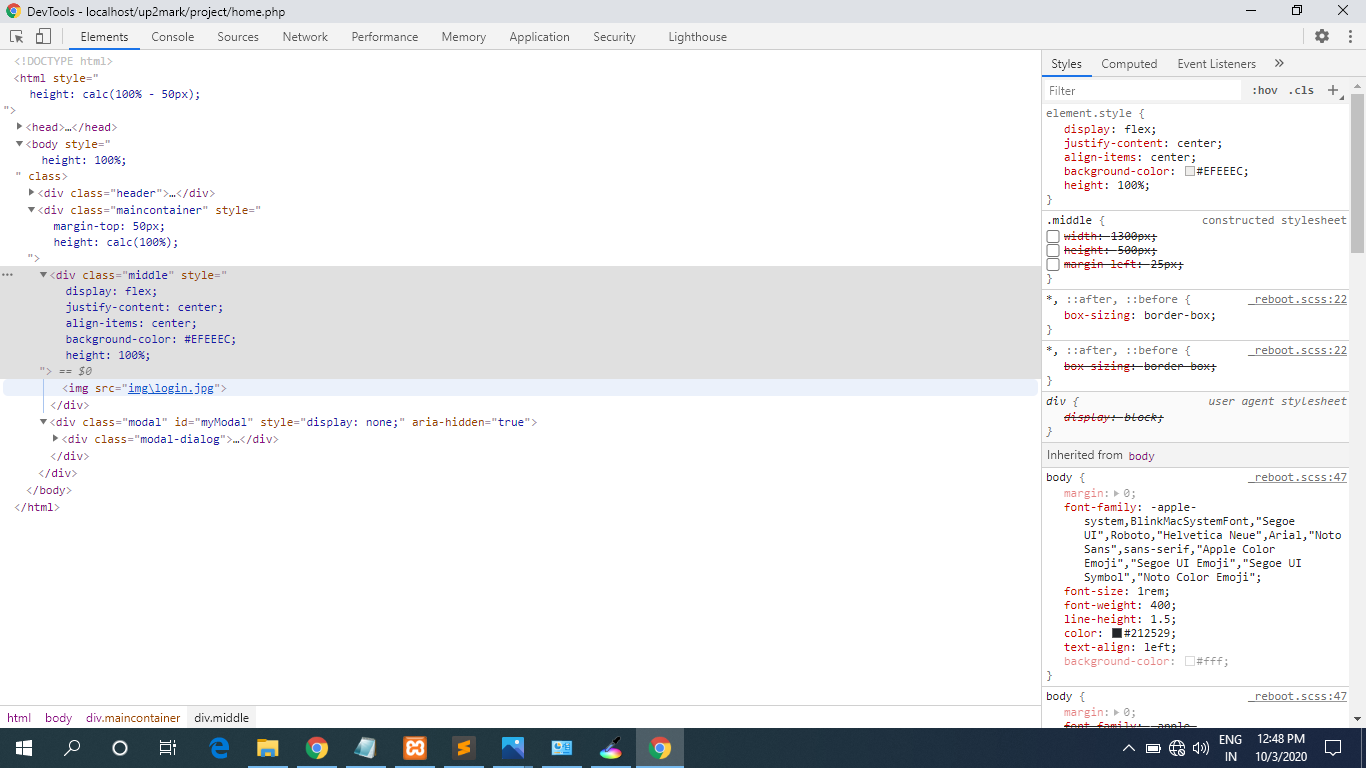 DevTools - localhost/up2mark/project/home.php
Elements Console Sources Network Performance Memory Application Security Lighthouse
<!DOCTYPE html>
<html style="
height: calc(100% - 50px);
">
<head>…</head>
<body style="
height: 100%;
" class>
<div class="header">…</div>
<div class="maincontainer" style="
margin-top: 50px;
height: calc(100%);
">
<div class="middle" style="
display: flex;
justify-content: center;
align-items: center;
background-color: #EFEEEC;
height: 100%;
"> == $0
<img src="img\login.jpg">
</div>
<div class="modal" id="myModal" style="display: none;" aria-hidden="true">
<div class="modal-dialog">…</div>
</div>
</div>
</body>
</html>
html body div.maincontainer div.middle
Styles Computed Event Listeners »
Filter :hov .cls +
element.style {
display: flex;
justify-content: center;
align-items: center;
background-color: #EFEEEC;
height: 100%;
}
.middle { constructed stylesheet
width: 1300px;
height: 500px;
margin-left: 25px;
}
*, ::after, ::before { _reboot.scss:22
box-sizing: border-box;
}
*, ::after, ::before { _reboot.scss:22
box-sizing: border-box;
}
div { user agent stylesheet
display: block;
}
Inherited from body
body { _reboot.scss:47
margin: 0;
font-family: -apple-
system,BlinkMacSystemFont,"Segoe
UI",Roboto,"Helvetica Neue",Arial,"Noto
Sans",sans-serif,"Apple Color
Emoji","Segoe UI Emoji","Segoe UI
Symbol","Noto Color Emoji";
font-size: 1rem;
font-weight: 400;
line-height: 1.5;
color: #212529;
text-align: left;
background-color: #fff;
}
body { _reboot.scss:47
margin: 0;
font-family: -apple-
ENG 12:48 PM
IN 10/3/2020